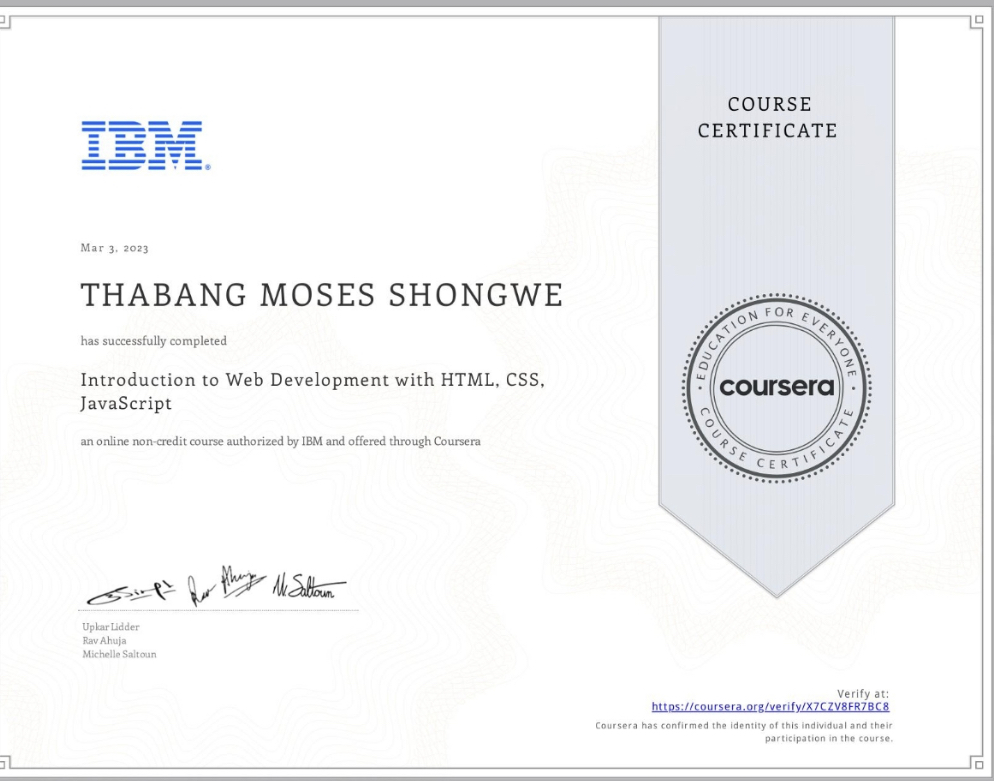 COURSE
CERTIFICATE
IBM®
Mar 3, 2023
THABANG MOSES SHONGWE
has successfully completed
Introduction to Web Development with HTML, CSS,
JavaScript
an online non-credit course authorized by IBM and offered through Coursera
EDUCATION FOR EVERYONE
coursera
COURSE CERTIFICATE
M. Saltoun
Upkar Lidder
Rav Ahuja
Michelle Saltoun
Verify at:
https://coursera.org/verify/X7CZV8FR7BC8
Coursera has confirmed the identity of this individual and their
participation in the course.